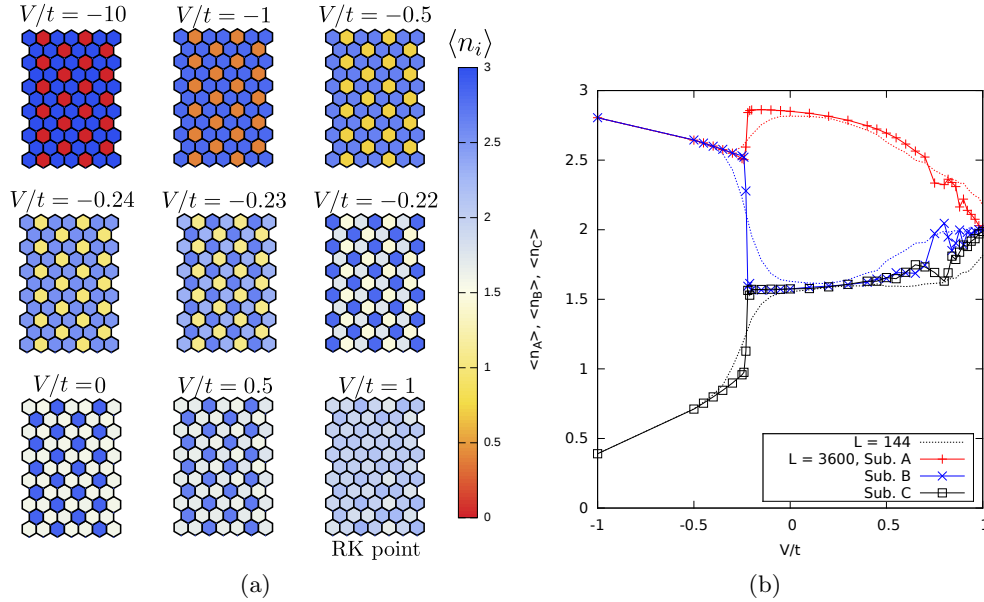 V/t = −10
V/t = −1
V/t = −0.5
⟨n_i⟩
3
2.5
2
1.5
1
0.5
0
V/t = −0.24
V/t = −0.23
V/t = −0.22
V/t = 0
V/t = 0.5
V/t = 1
RK point
(a)
3
2.5
2
1.5
1
0.5
0
<n_A>, <n_B>, <n_C>
L = 144
L = 3600, Sub. A
Sub. B
Sub. C
-1
-0.5
0
0.5
1
V/t
(b)